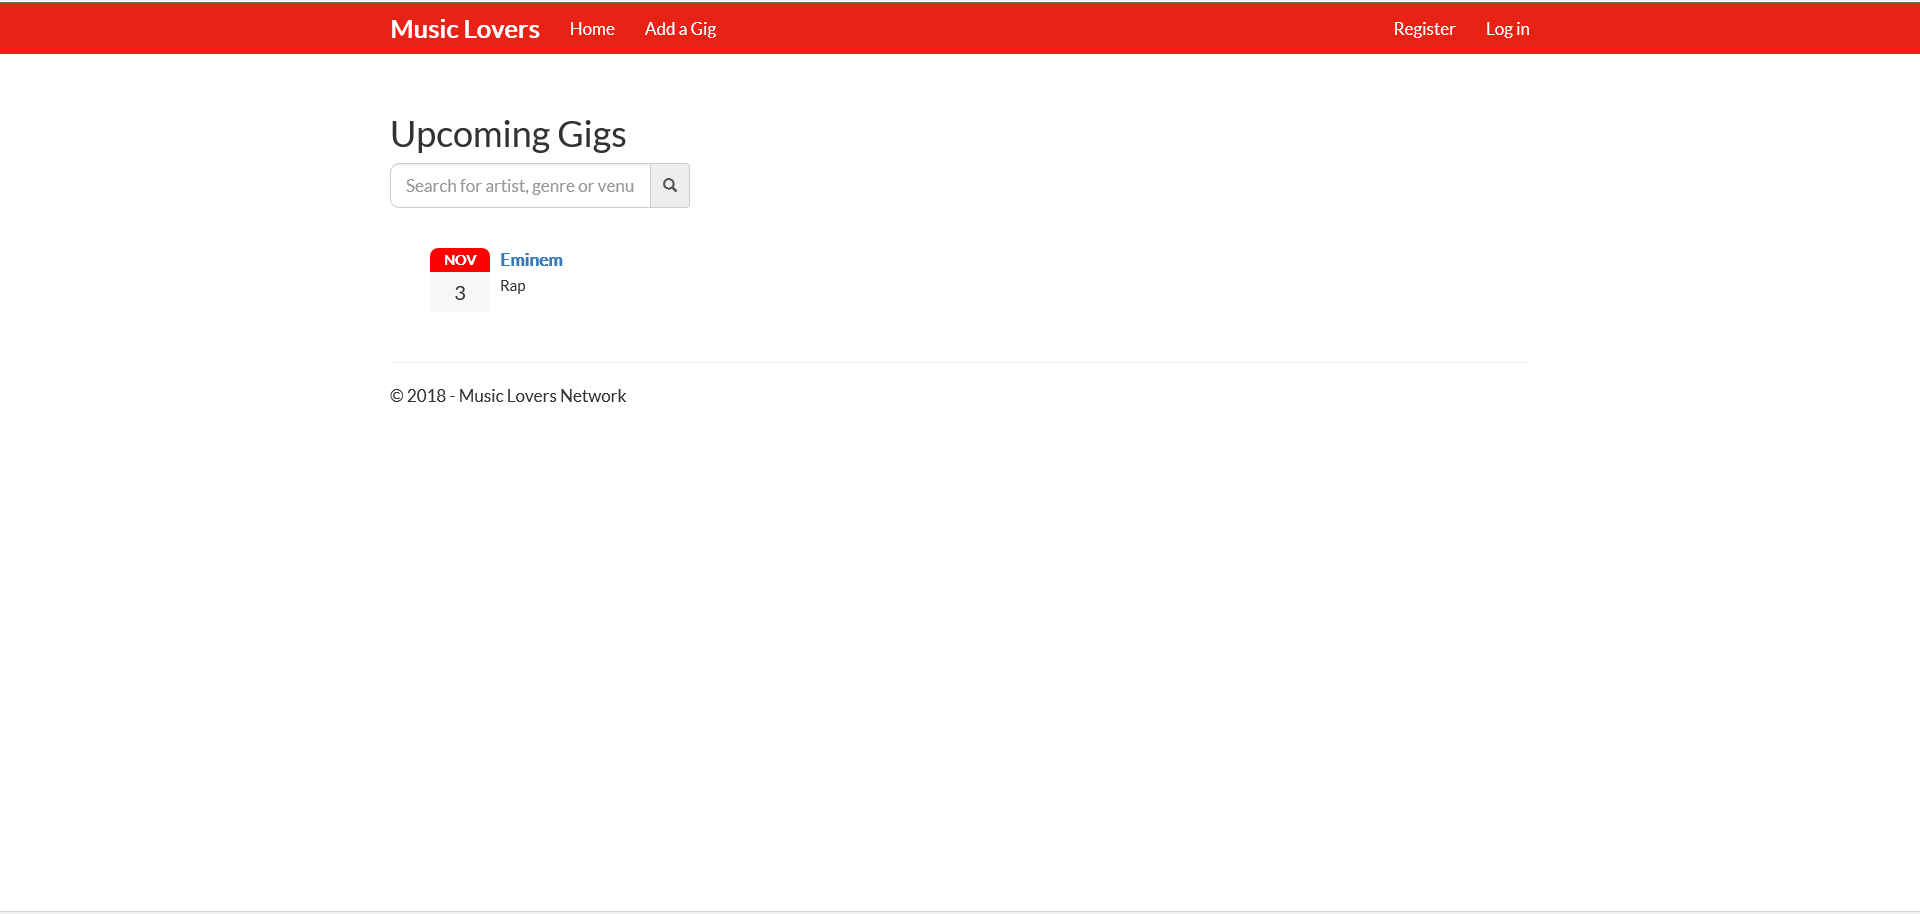 Music Lovers Home Add a Gig Register Log in
Upcoming Gigs
Search for artist, genre or venu
NOV Eminem
3 Rap
© 2018 - Music Lovers Network